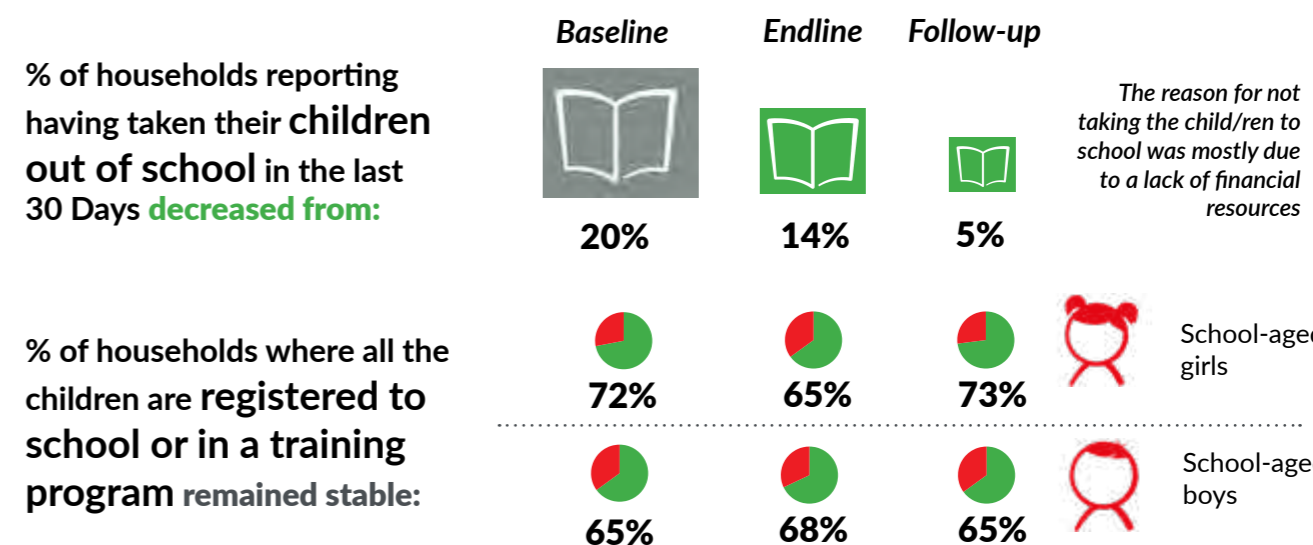 Baseline Endline Follow-up
% of households reporting
having taken their children
out of school in the last
30 Days decreased from:
20% 14% 5%
The reason for not
taking the child/ren to
school was mostly due
to a lack of financial
resources
% of households where all the
children are registered to
school or in a training
program remained stable:
72% 65% 73%
School-aged
girls
65% 68% 65%
School-age
boys